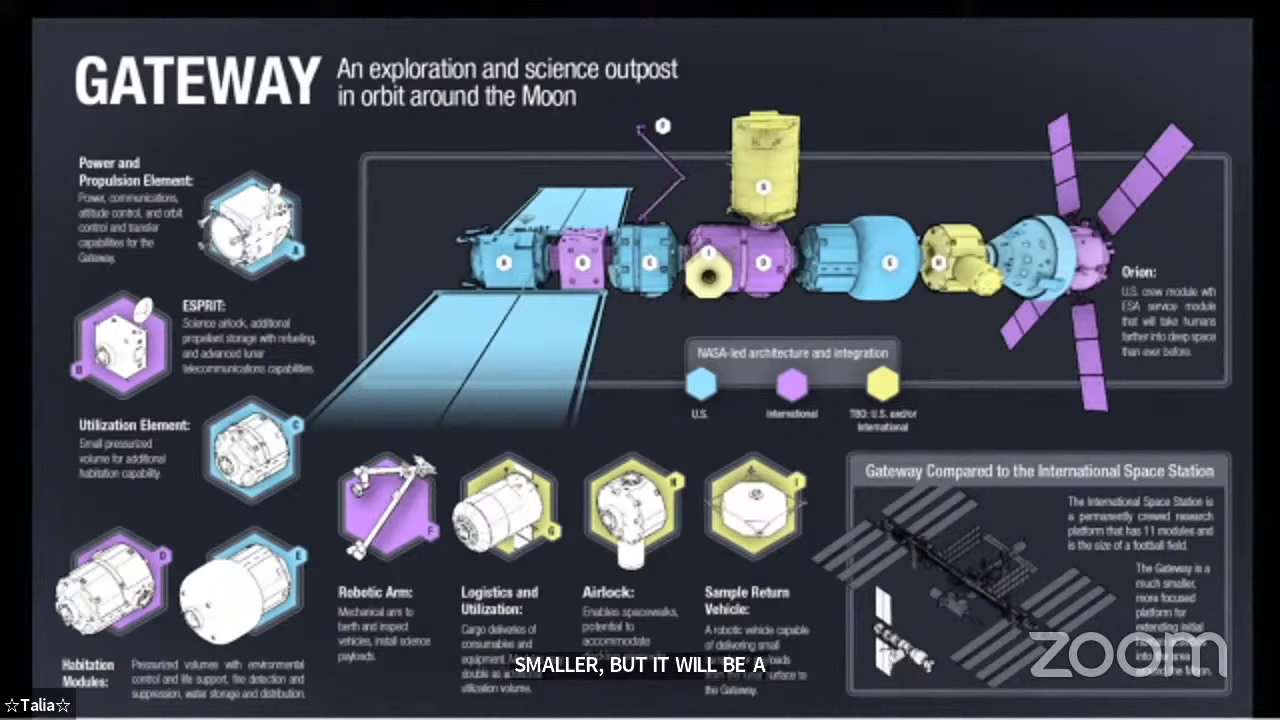 GATEWAY
An exploration and science outpost
in orbit around the Moon
Power and
Propulsion Element:
Power, communications,
attitude control, and orbit
control and transfer
capabilities for the
Gateway.
A
ESPRIT:
Science airlock, additional
propellant storage with refueling,
and advanced lunar
telecommunications capabilities.
B
Utilization Element:
Small pressurized
volume for additional
habitation capability.
C
D
E
Habitation
Modules:
Pressurized volumes with environmental
control and life support, fire detection and
suppression, water storage and distribution.
F
Robotic Arm:
Mechanical arm to
berth and inspect
vehicles, install science
payloads.
G
Logistics and
Utilization:
Cargo deliveries of
consumables and
equipment.
double as
utilization volume.
H
Airlock:
Enables spacewalks,
potential to
accommodate
I
Sample Return
Vehicle:
A robotic vehicle capable
of delivering small
surface to
the Gateway.
Orion:
U.S. crew module with
ESA service module
that will take humans
farther into deep space
than ever before.
NASA-led architecture and integration
U.S.
International
TBD: U.S. and/or
International
Gateway Compared to the International Space Station
The International Space Station is
a permanently crewed research
platform that has 11 modules and
is the size of a football field.
The Gateway is a
much smaller,
more focused
platform for
extending initial
SMALLER, BUT IT WILL BE A
zoom
☆Talia☆